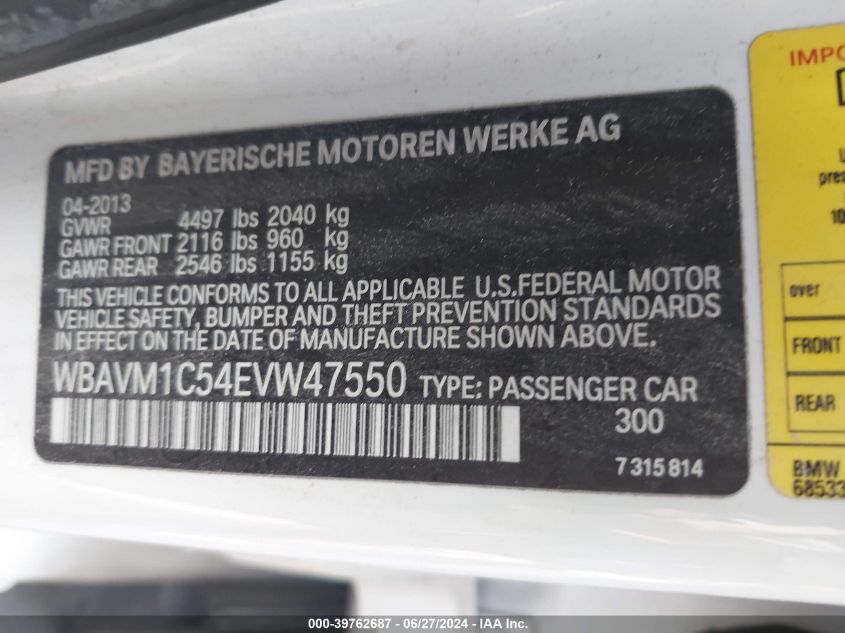 MFD BY BAYERISCHE MOTOREN WERKE AG
04-2013
GVWR 4497 lbs 2040 kg
GAWR FRONT 2116 lbs 960 kg
GAWR REAR 2546 lbs 1155 kg
THIS VEHICLE CONFORMS TO ALL APPLICABLE U.S.FEDERAL MOTOR
VEHICLE SAFETY, BUMPER AND THEFT PREVENTION STANDARDS
IN EFFECT ON THE DATE OF MANUFACTURE SHOWN ABOVE.
WBAVM1C54EVW47550 TYPE: PASSENGER CAR
300
7 315 814
over
FRONT
REAR
BMW
000-39762687 - 06/27/2024 - IAAI - Copart - Manheim -